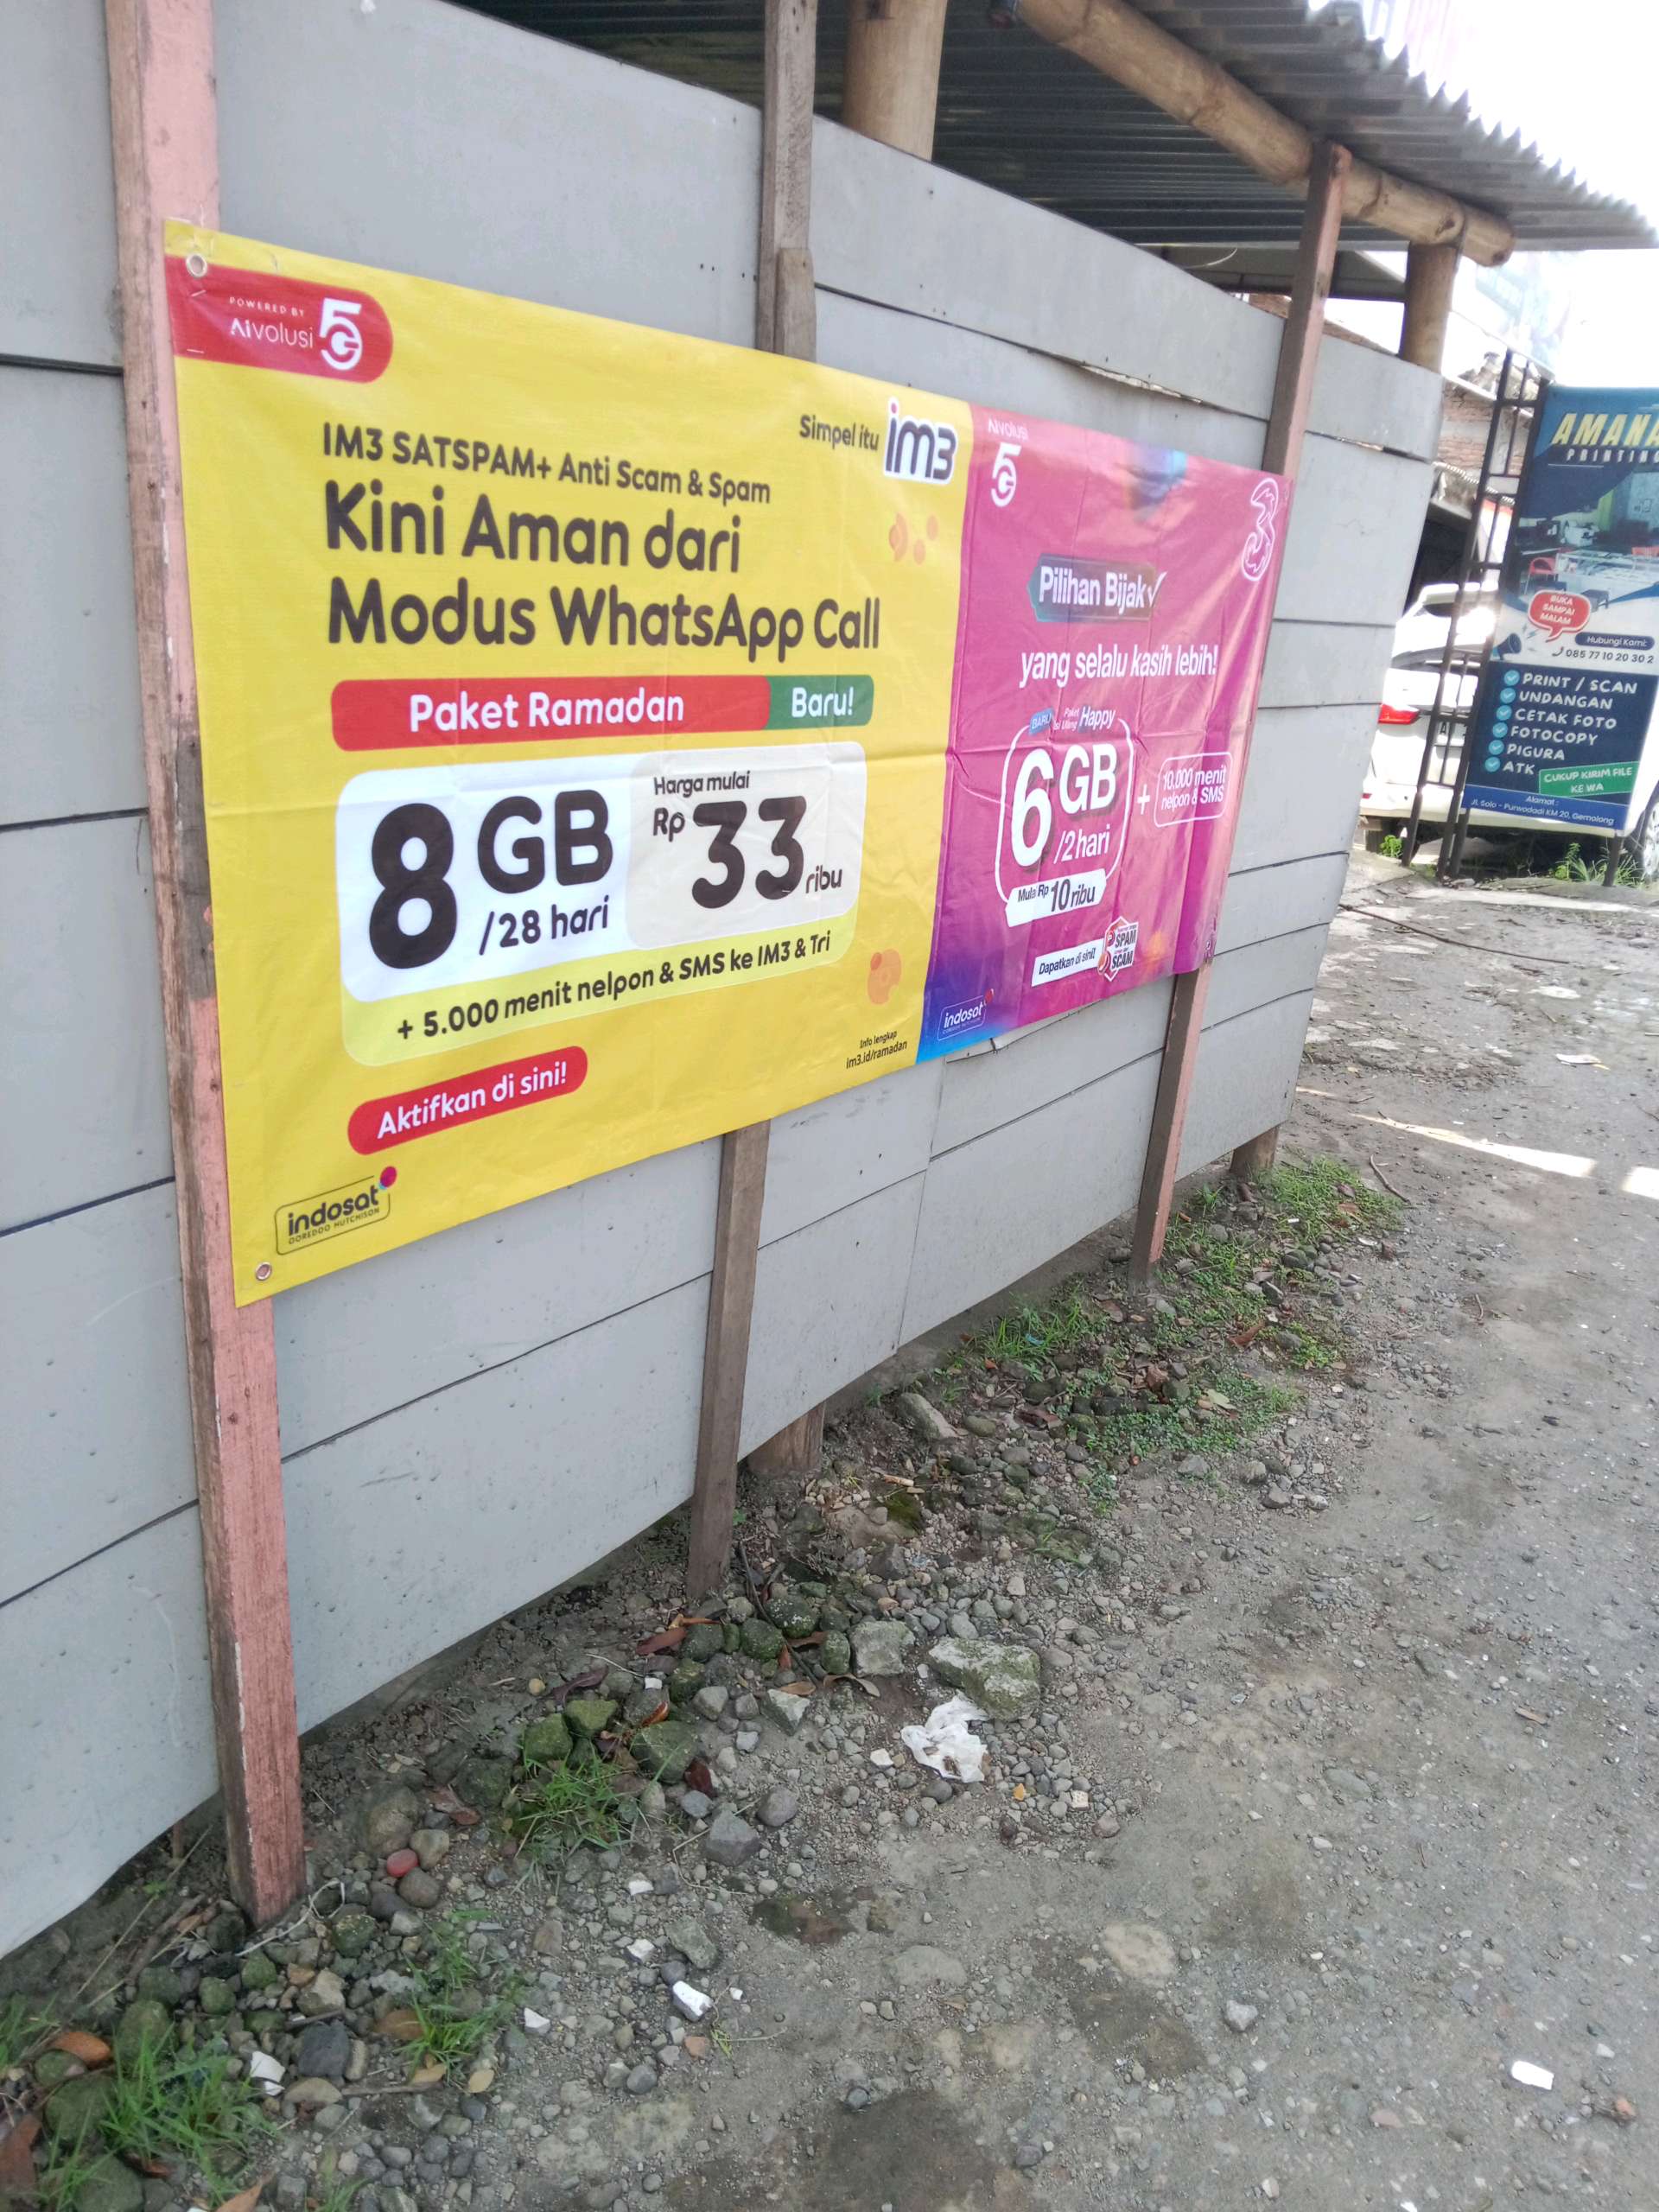 POWERED BY
AIvolusi 5G
Simpel itu im3
IM3 SATSPAM+ Anti Scam & Spam
Kini Aman dari
Modus WhatsApp Call
Paket Ramadan Baru!
8 GB
/28 hari
Harga mulai
Rp 33 ribu
+ 5.000 menit nelpon & SMS ke IM3 & Tri
Aktifkan di sini!
Info lengkap
im3.id/ramadan
indosat
OOREDOO HUTCHISON
AIvolusi
5G
3
Pilihan Bijak
yang selalu kasih lebih!
BARU Paket
Isi Ulang Happy
6 GB
/2 hari
+ 10.000 menit
nelpon & SMS
Mulai Rp 10 ribu
Dapatkan di sini!
SPAM
SCAM
indosat
AMANA
PRINTING
BUKA
SAMPAI
MALAM
Hubungi Kami:
085 77 10 20 30 2
PRINT / SCAN
UNDANGAN
CETAK FOTO
FOTOCOPY
PIGURA
ATK
CUKUP KIRIM FILE
KE WA
Alamat :
Jl. Solo - Purwodadi KM 20, Gemolong